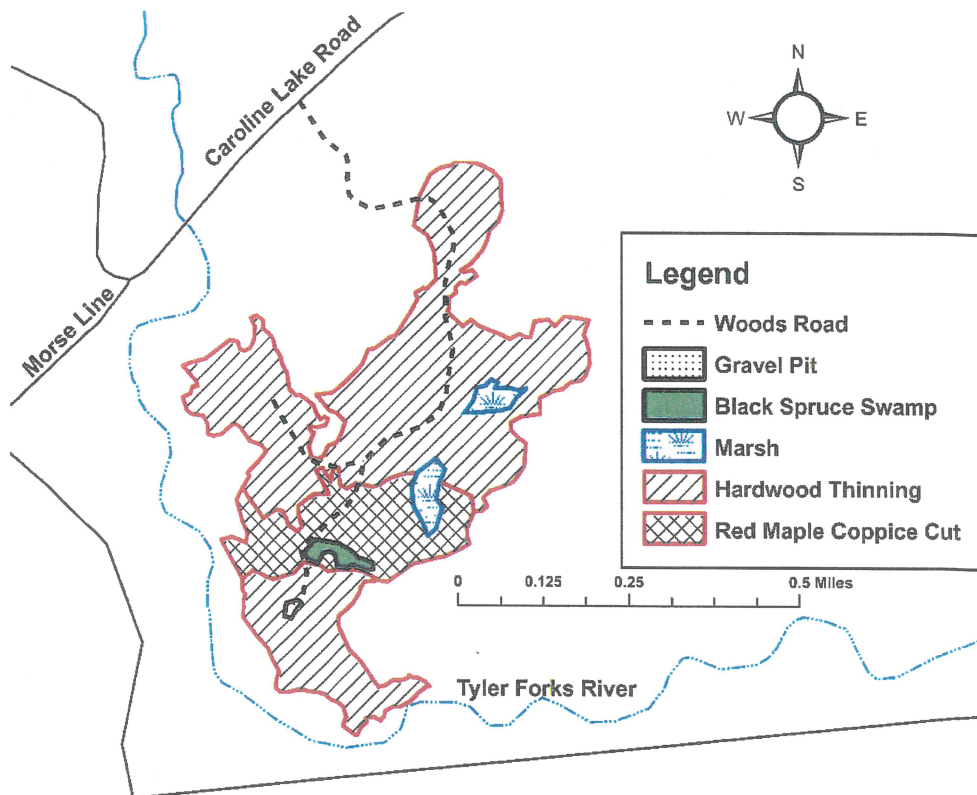 Caroline Lake Road
Morse Line
N
W
E
S
Legend
Woods Road
Gravel Pit
Black Spruce Swamp
Marsh
Hardwood Thinning
Red Maple Coppice Cut
0 0.125 0.25 0.5 Miles
Tyler Forks River